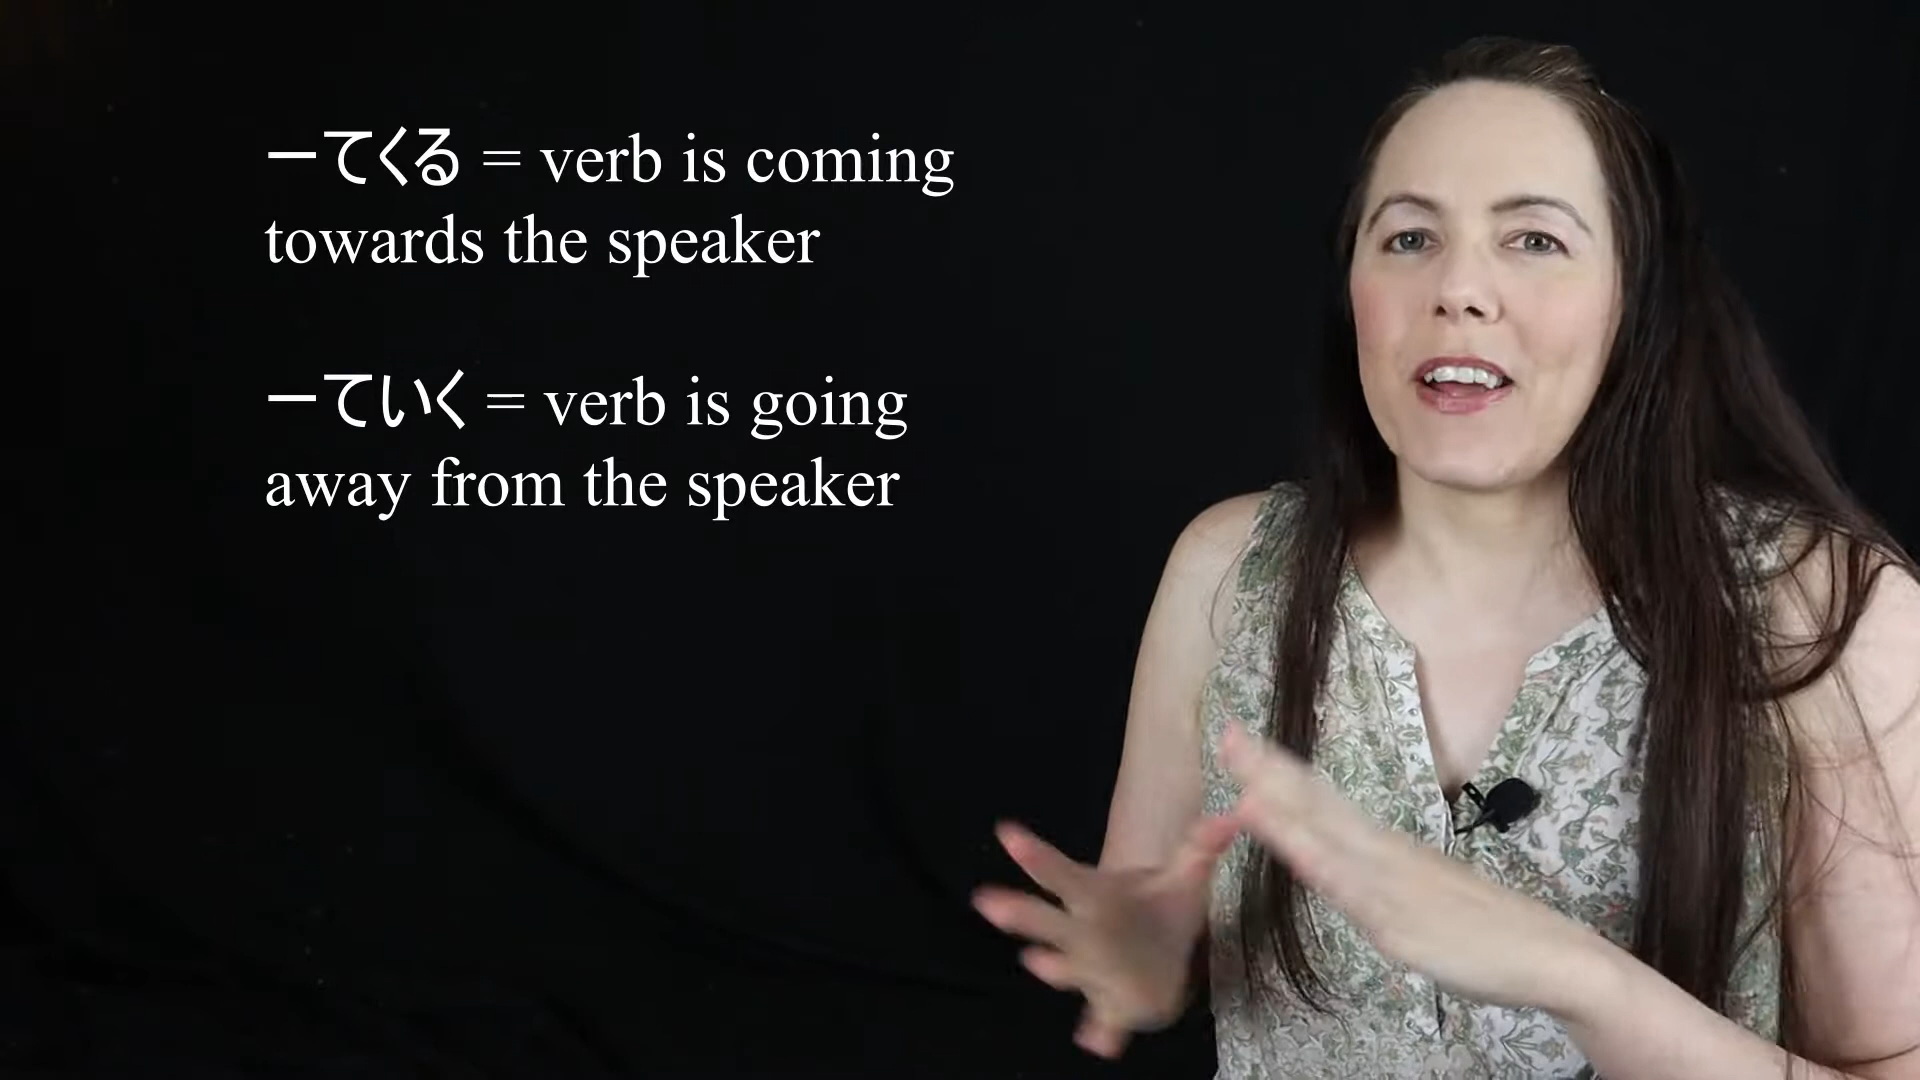 ーてくる = verb is coming
towards the speaker
ーていく = verb is going
away from the speaker